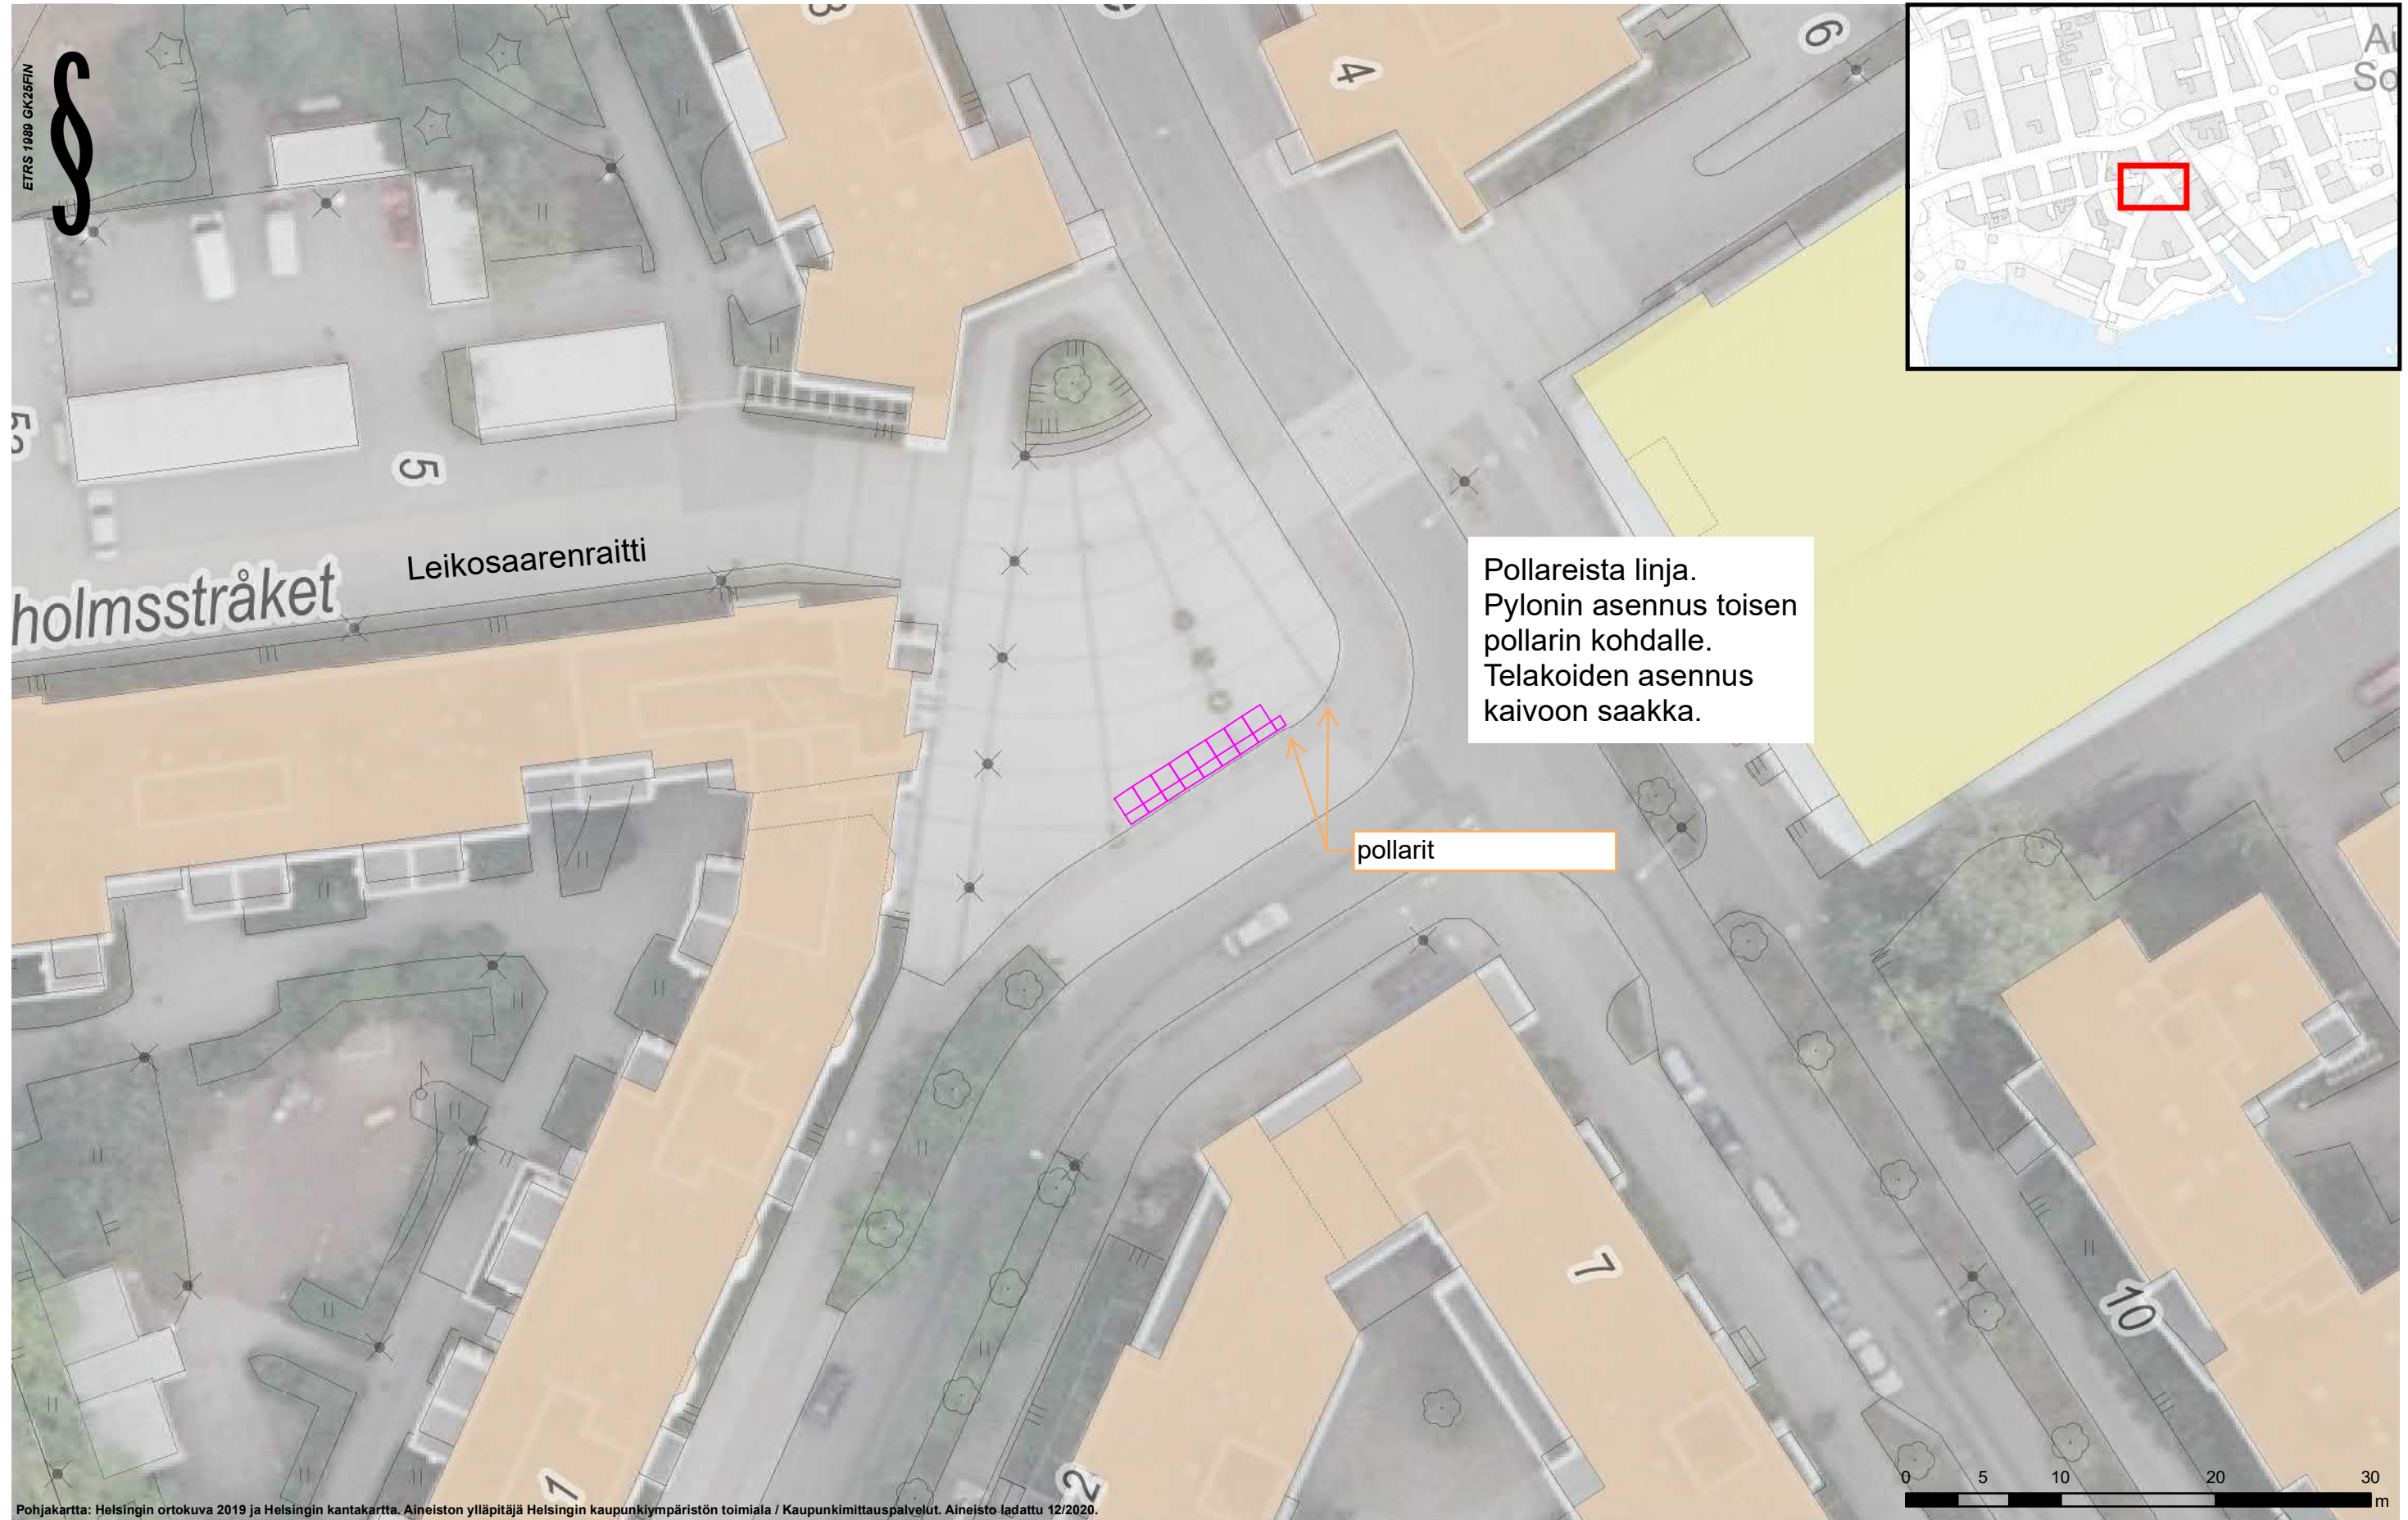 ETRS 1989 GK25FIN
§
4
6
5
Leikosaarenraitti
holmsstråket
Pollareista linja.
Pylonin asennus toisen
pollarin kohdalle.
Telakoiden asennus
kaivoon saakka.
pollarit
7
10
1
2
0 5 10 20 30
m
Pohjakartta: Helsingin ortokuva 2019 ja Helsingin kantakartta. Aineiston ylläpitäjä Helsingin kaupunkiympäristön toimiala / Kaupunkimittauspalvelut. Aineisto ladattu 12/2020.